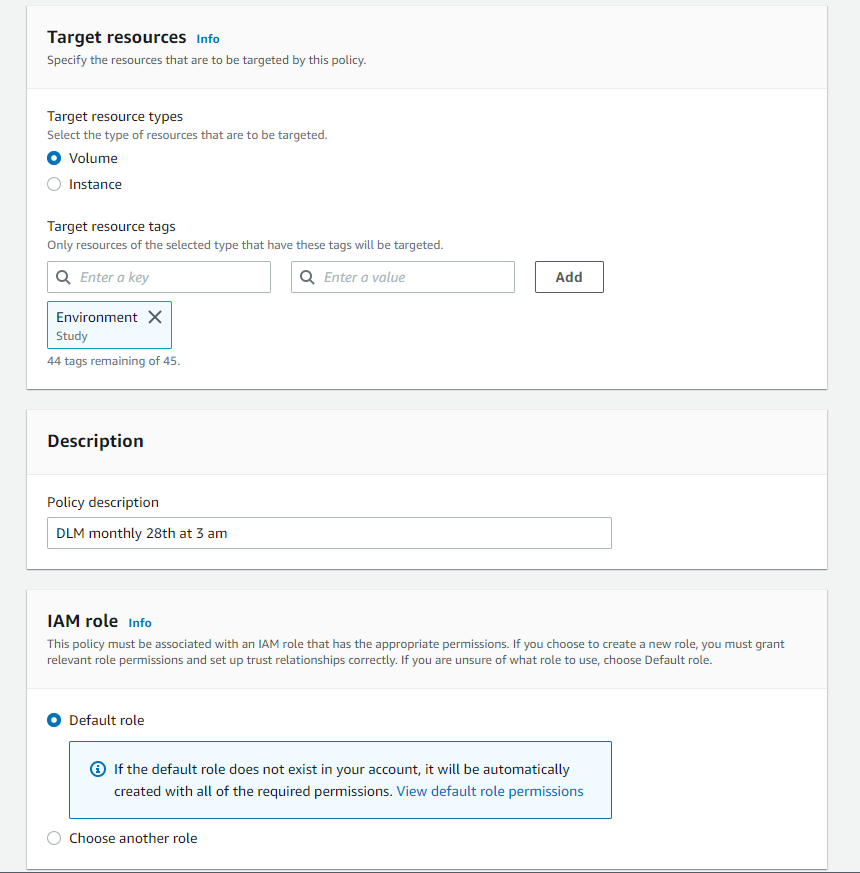 Target resources Info
Specify the resources that are to be targeted by this policy.
Target resource types
Select the type of resources that are to be targeted.
Volume
Instance
Target resource tags
Only resources of the selected type that have these tags will be targeted.
Enter a key Enter a value Add
Environment
Study
44 tags remaining of 45.
Description
Policy description
DLM monthly 28th at 3 am
IAM role Info
This policy must be associated with an IAM role that has the appropriate permissions. If you choose to create a new role, you must grant
relevant role permissions and set up trust relationships correctly. If you are unsure of what role to use, choose Default role.
Default role
If the default role does not exist in your account, it will be automatically
created with all of the required permissions. View default role permissions
Choose another role